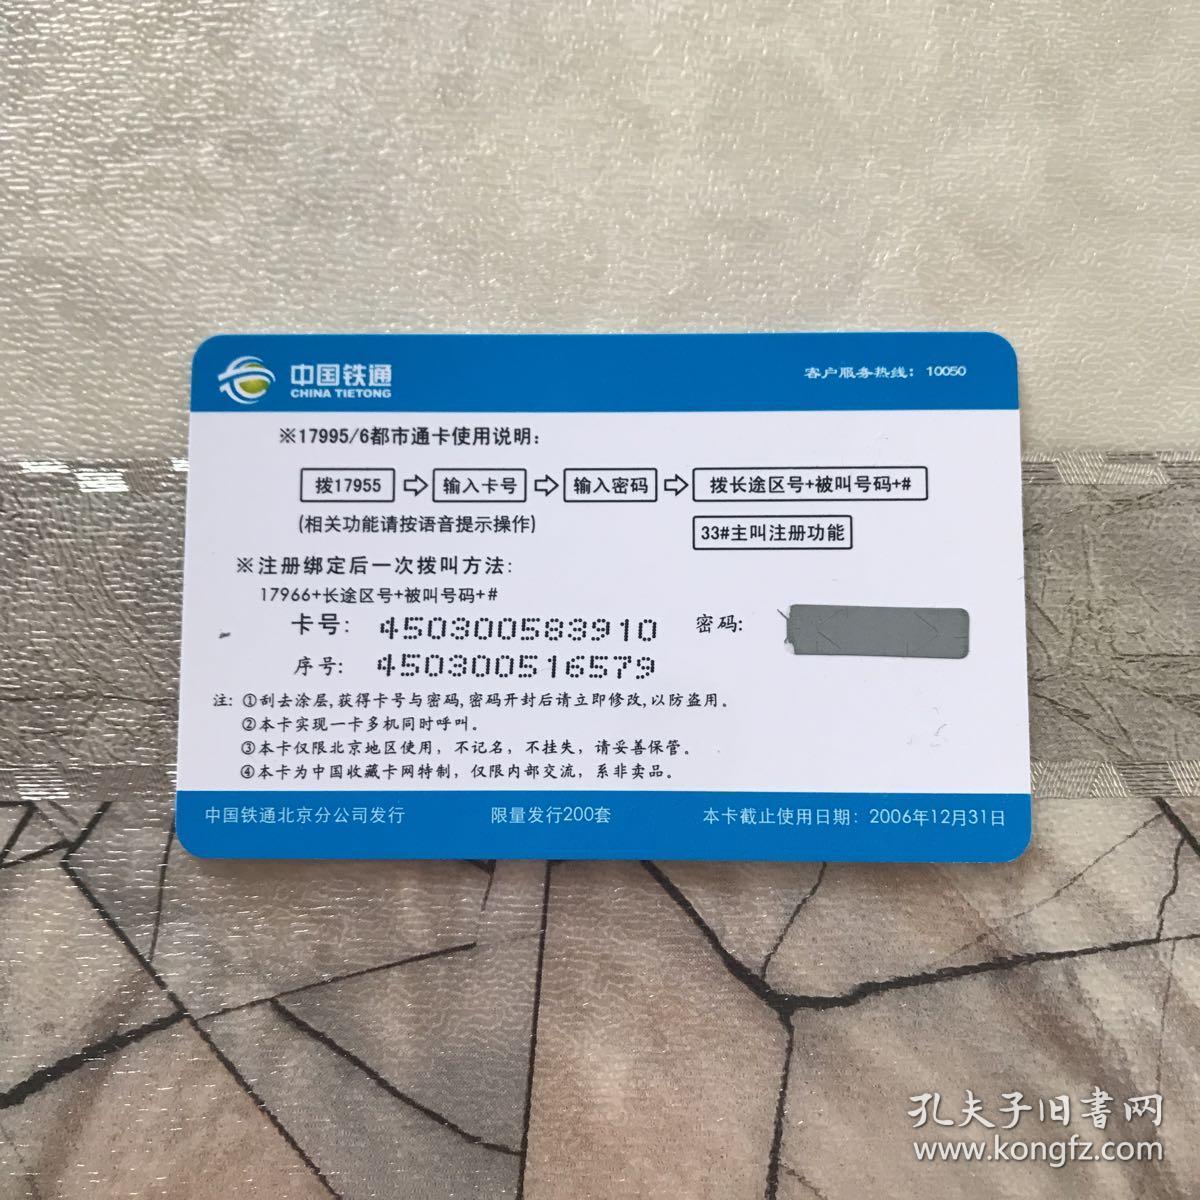 中国铁通
CHINA TIETONG
客户服务热线：10050
※17995/6都市通卡使用说明：
拨17955 ⇨ 输入卡号 ⇨ 输入密码 ⇨ 拨长途区号+被叫号码+#
(相关功能请按语音提示操作)
33#主叫注册功能
※注册绑定后一次拨叫方法：
17966+长途区号+被叫号码+#
卡号：450300583910
密码：
序号：450300516579
注：①刮去涂层,获得卡号与密码,密码开封后请立即修改,以防盗用。
②本卡实现一卡多机同时呼叫。
③本卡仅限北京地区使用，不记名，不挂失，请妥善保管。
④本卡为中国收藏卡网特制，仅限内部交流，系非卖品。
中国铁通北京分公司发行
限量发行200套
本卡截止使用日期：2006年12月31日
孔夫子旧书网
www.kongfz.com